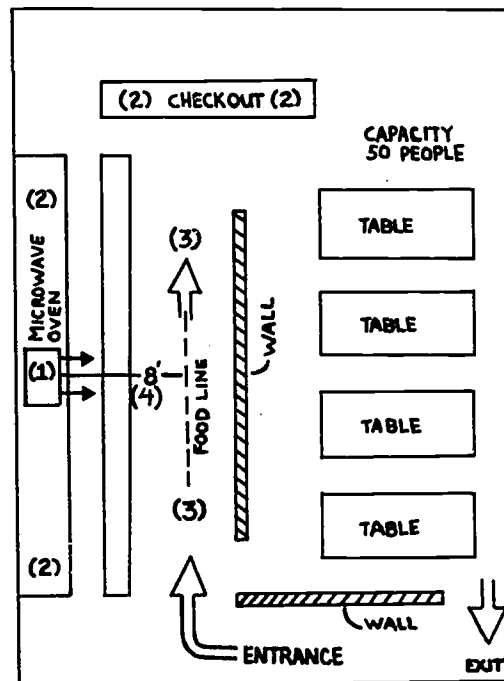 (2) CHECKOUT (2)
CAPACITY
50 PEOPLE
(2)
MICROWAVE
OVEN
(1)
(2)
8'
(4)
(3)
FOOD LINE
(3)
WALL
TABLE
TABLE
TABLE
TABLE
WALL
ENTRANCE
EXIT